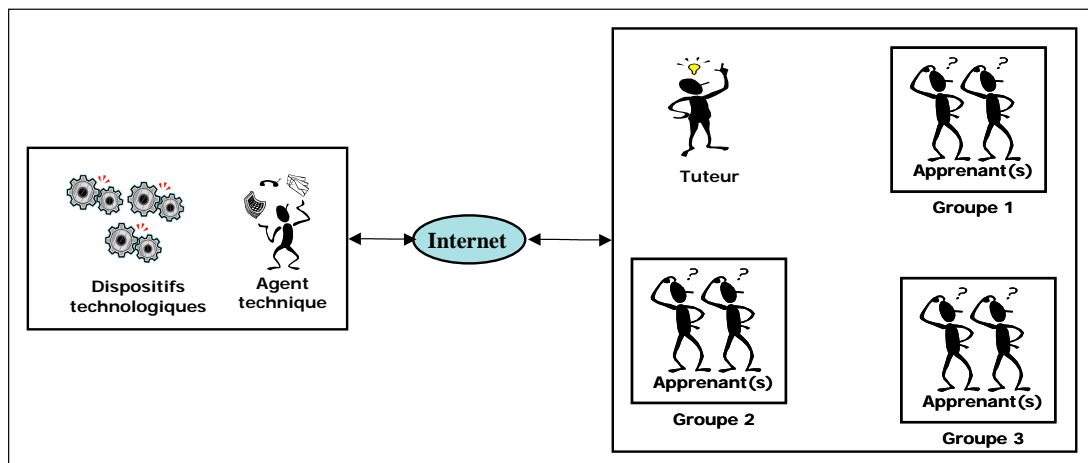 Dispositifs
technologiques
Agent
technique
Internet
?
Tuteur
? ?
Apprenant(s)
Groupe 1
? ?
Apprenant(s)
Groupe 2
? ?
Apprenant(s)
Groupe 3